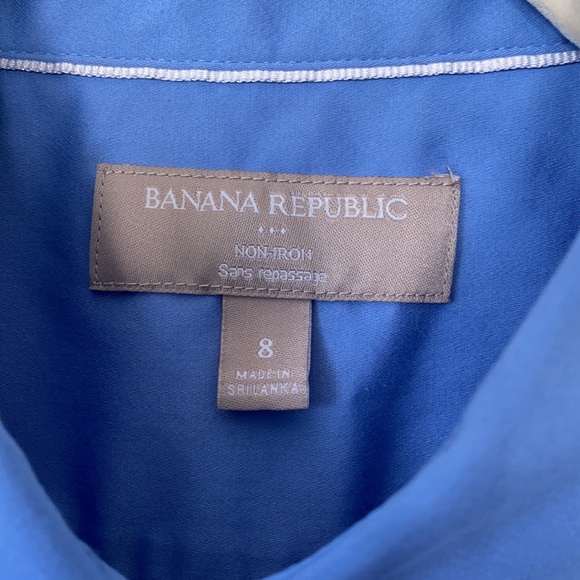 BANANA REPUBLIC
NON-IRON
Sans repassage
8
MADE IN
SRI LANKA